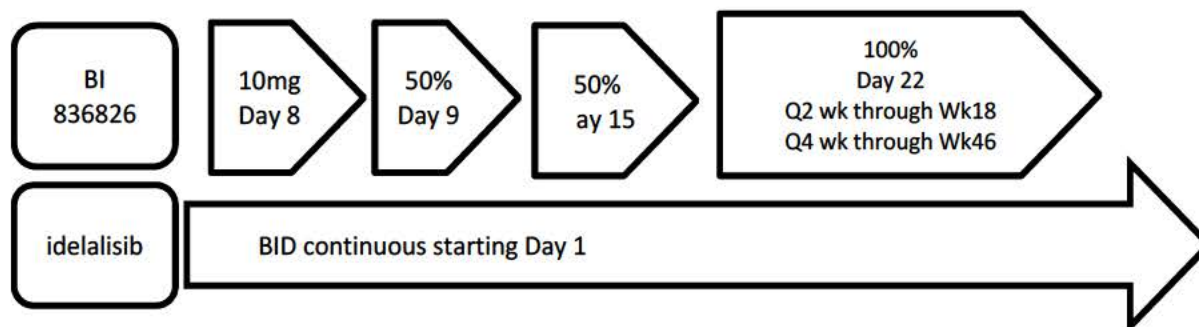 BI
836826
10mg
Day 8
50%
Day 9
50%
ay 15
100%
Day 22
Q2 wk through Wk18
Q4 wk through Wk46
idelalisib
BID continuous starting Day 1